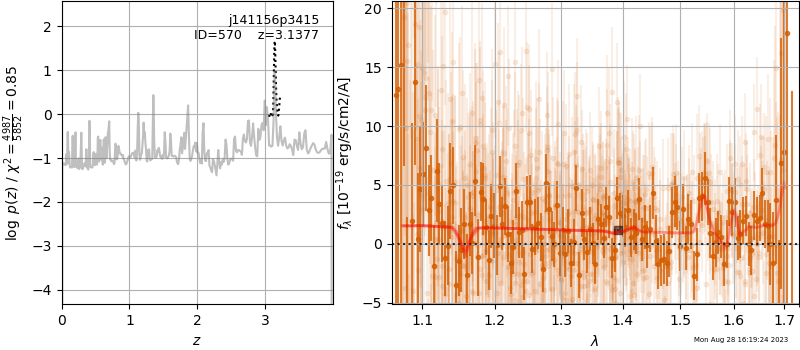 j141156p3415
ID=570 z=3.1377
log p(z) / χ² = 4987/5852 = 0.85
2
1
0
−1
−2
−3
−4
0 1 2 3
z
f_λ [10⁻¹⁹ erg/s/cm2/A]
20
15
10
5
0
−5
1.1 1.2 1.3 1.4 1.5 1.6 1.7
λ
Mon Aug 28 16:19:24 2023